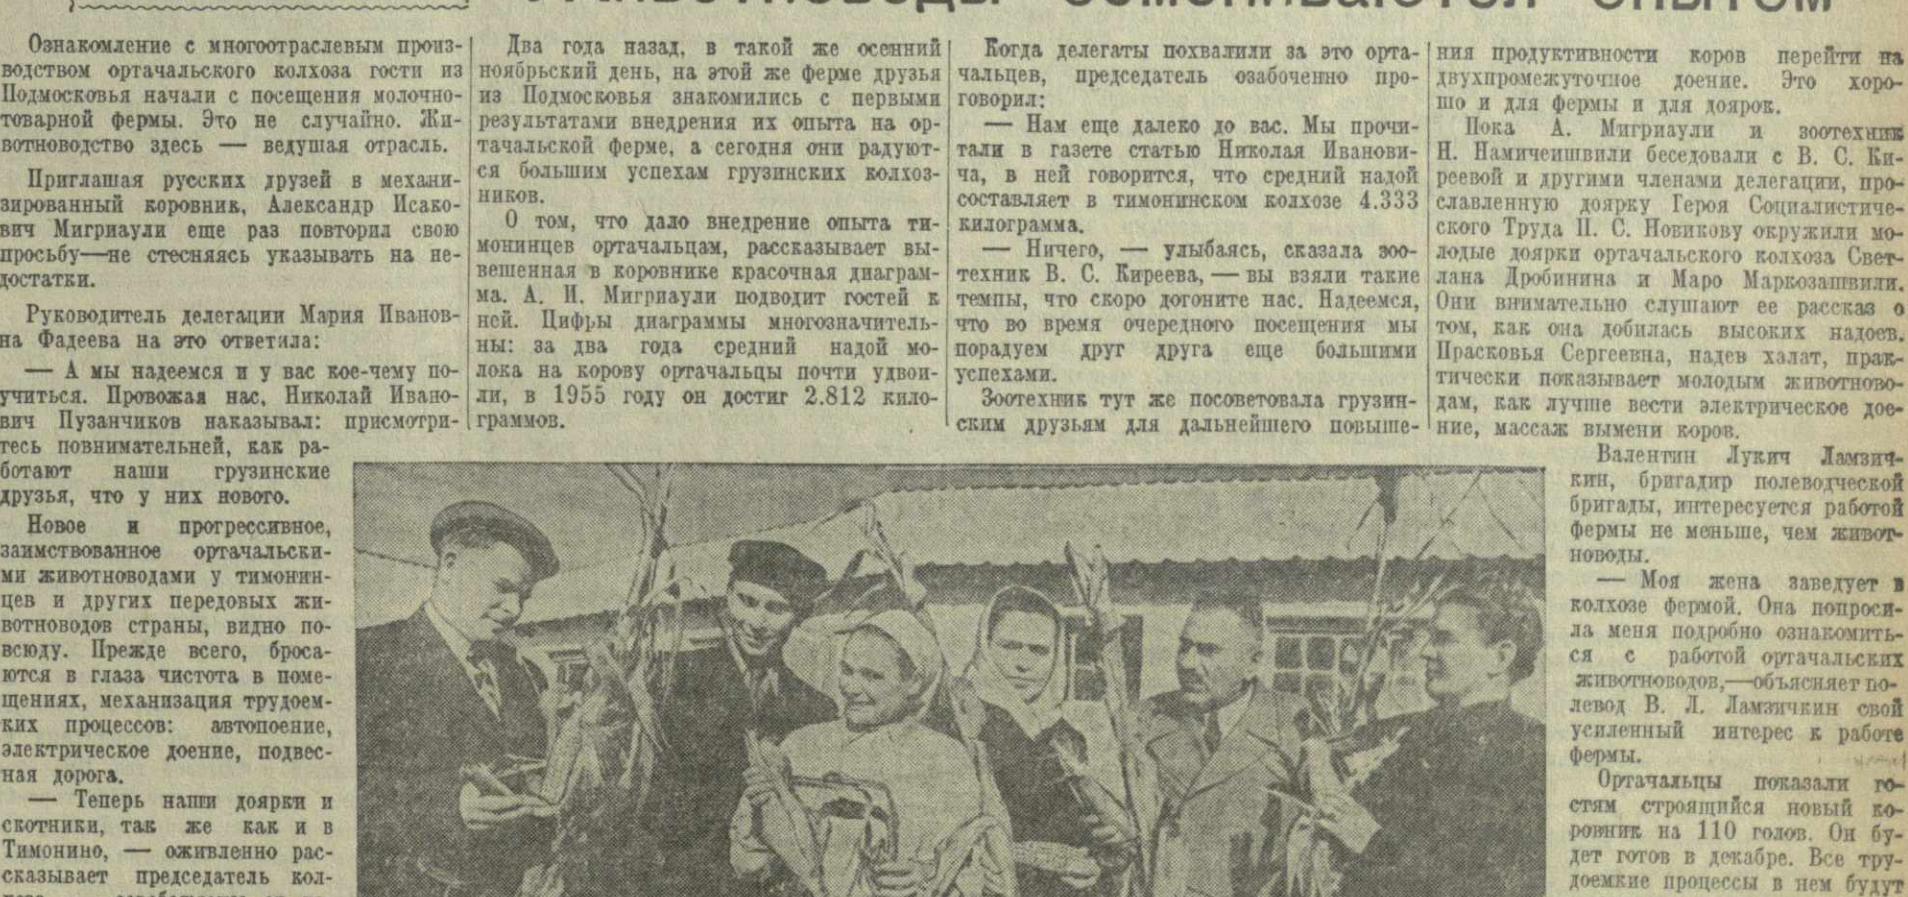 ОБМЕНИВАЮТСЯ ОПЫТОМ
Ознакомление с многоотраслевым произ-
водством ортачальского колхоза гости из
Подмосковья начали с посещения молочно-
товарной фермы. Это не случайно. Жи-
вотноводство здесь — ведущая отрасль.
Приглашая русских друзей в механи-
зированный коровник, Александр Исако-
вич Мигриаули еще раз повторил свою
просьбу—не стесняясь указывать на не-
достатки.
Руководитель делегации Мария Иванов-
на Фадеева на это ответила:
— А мы надеемся и у вас кое-чему по-
учиться. Провожая нас, Николай Ивано-
вич Пузанчиков наказывал: присмотри-
тесь повнимательней, как ра-
ботают наши грузинские
друзья, что у них нового.
Новое и прогрессивное,
заимствованное ортачальски-
ми животноводами у тимонин-
цев и других передовых жи-
вотноводов страны, видно по-
всюду. Прежде всего, броса-
ются в глаза чистота в поме-
щениях, механизация трудоем-
ких процессов: автопоение,
электрическое доение, подвес-
ная дорога.
— Теперь наши доярки и
скотники, так же как и в
Тимонино, — оживленно рас-
сказывает председатель кол-
Два года назад, в такой же осенний
ноябрьский день, на этой же ферме друзья
из Подмосковья знакомились с первыми
результатами внедрения их опыта на ор-
тачальской ферме, а сегодня они радуют-
ся большим успехам грузинских колхоз-
ников.
О том, что дало внедрение опыта ти-
монинцев ортачальцам, рассказывает вы-
вешенная в коровнике красочная диаграм-
ма. А. И. Мигриаули подводит гостей к
ней. Цифры диаграммы многозначитель-
ны: за два года средний надой мо-
лока на корову ортачальцы почти удвои-
ли, в 1955 году он достиг 2.812 кило-
граммов.
Когда делегаты похвалили за это орта-
чальцев, председатель озабоченно про-
говорил:
— Нам еще далеко до вас. Мы прочи-
тали в газете статью Николая Иванови-
ча, в ней говорится, что средний надой
составляет в тимонинском колхозе 4.333
килограмма.
— Ничего, — улыбаясь, сказала зоо-
техник В. С. Киреева, — вы взяли такие
темпы, что скоро догоните нас. Надеемся,
что во время очередного посещения мы
порадуем друг друга еще большими
успехами.
Зоотехник тут же посоветовала грузин-
ским друзьям для дальнейшего повыше-
ния продуктивности коров перейти на
двухпромежуточное доение. Это хоро-
шо и для фермы и для доярок.
Пока А. Мигриаули и зоотехник
Н. Намичеишвили беседовали с В. С. Ки-
реевой и другими членами делегации, про-
славленную доярку Героя Социалистиче-
ского Труда П. С. Новикову окружили мо-
лодые доярки ортачальского колхоза Свет-
лана Дробинина и Маро Маркозашвили.
Они внимательно слушают ее рассказ о
том, как она добилась высоких надоев.
Прасковья Сергеевна, надев халат, прак-
тически показывает молодым животново-
дам, как лучше вести электрическое дое-
ние, массаж вымени коров.
Валентин Лукич Ламзич-
кин, бригадир полеводческой
бригады, интересуется работой
фермы не меньше, чем живот-
новоды.
— Моя жена заведует в
колхозе фермой. Она попроси-
ла меня подробно ознакомить-
ся с работой ортачальских
животноводов,—объясняет по-
левод В. Л. Ламзичкин свой
усиленный интерес к работе
фермы.
Ортачальцы показали го-
стям строящийся новый ко-
ровник на 110 голов. Он бу-
дет готов в декабре. Все тру-
доемкие процессы в нем будут